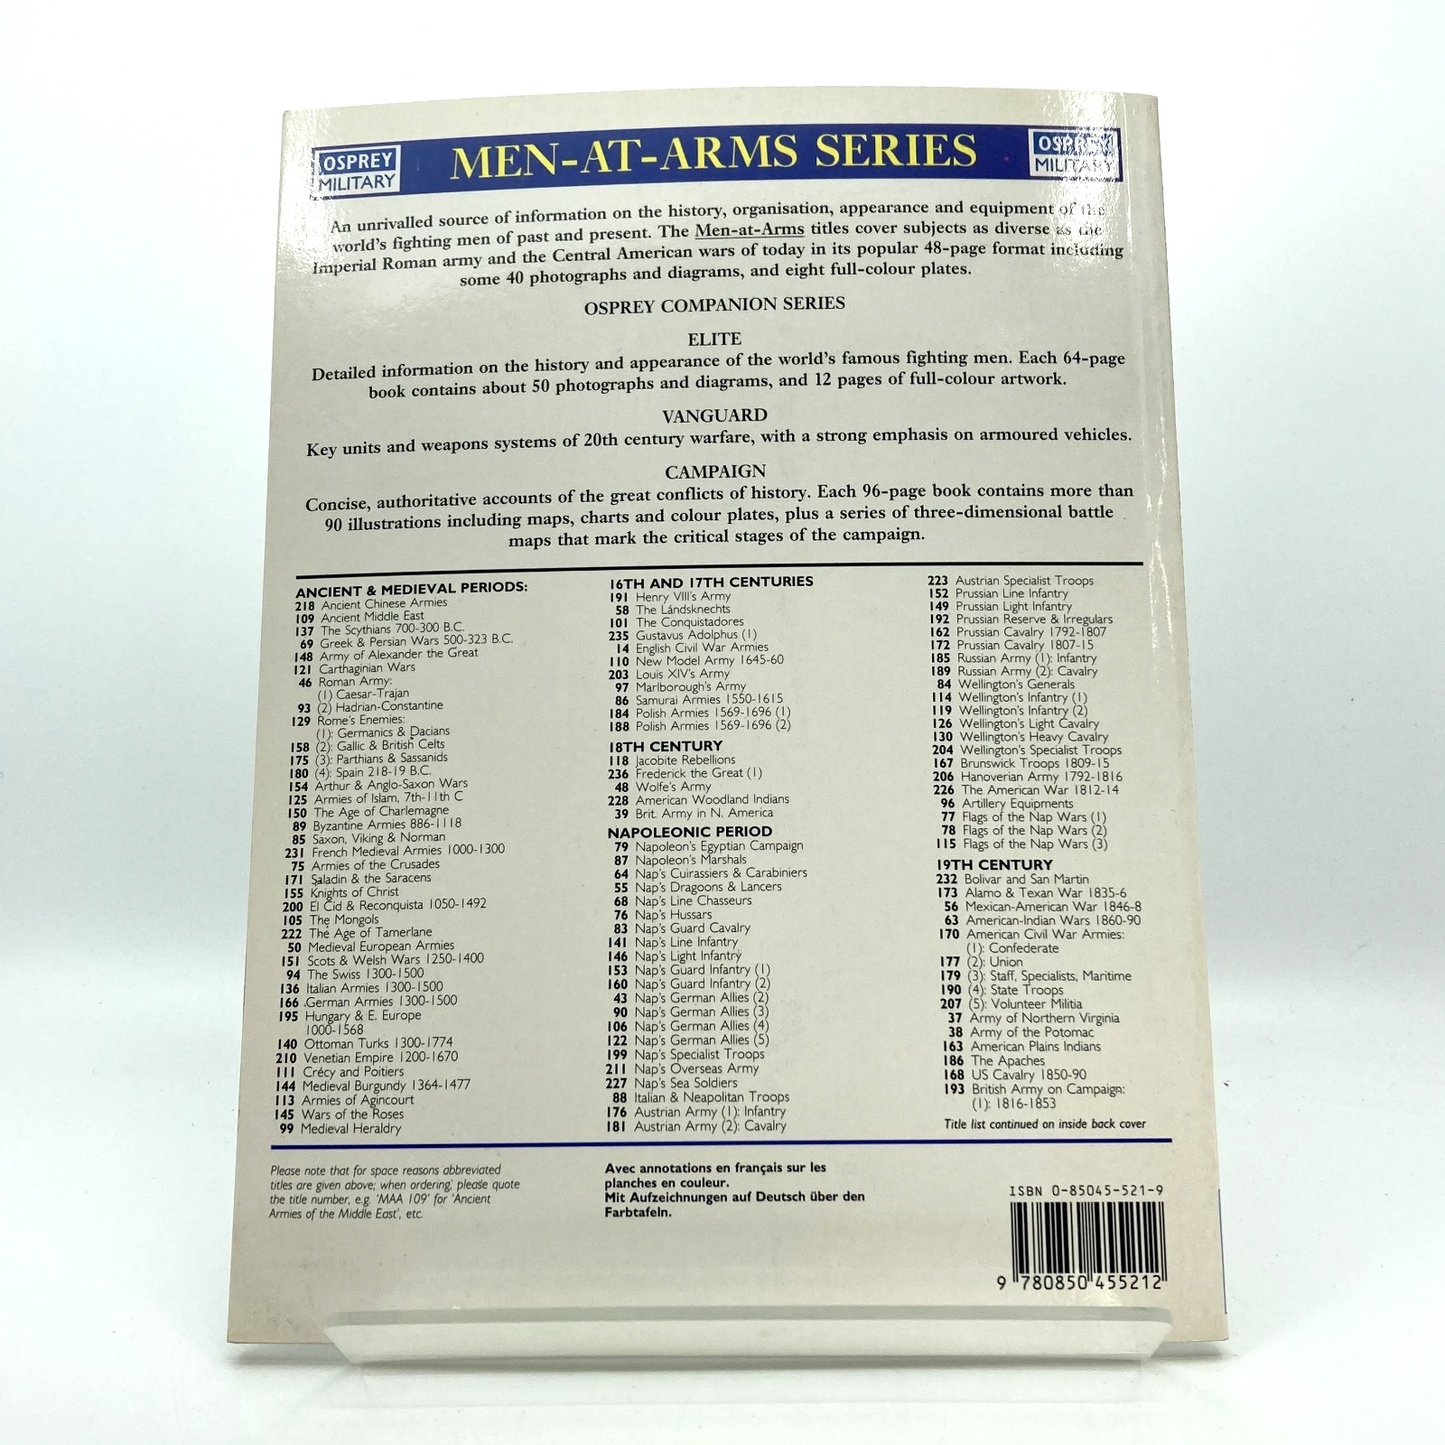 OSPREY
MILITARY
MEN-AT-ARMS SERIES
OSPREY
MILITARY
An unrivalled source of information on the history, organisation, appearance and equipment of the
world's fighting men of past and present. The Men-at-Arms titles cover subjects as diverse as the
Imperial Roman army and the Central American wars of today in its popular 48-page format including
some 40 photographs and diagrams, and eight full-colour plates.
OSPREY COMPANION SERIES
ELITE
Detailed information on the history and appearance of the world's famous fighting men. Each 64-page
book contains about 50 photographs and diagrams, and 12 pages of full-colour artwork.
VANGUARD
Key units and weapons systems of 20th century warfare, with a strong emphasis on armoured vehicles.
CAMPAIGN
Concise, authoritative accounts of the great conflicts of history. Each 96-page book contains more than
90 illustrations including maps, charts and colour plates, plus a series of three-dimensional battle
maps that mark the critical stages of the campaign.
ANCIENT & MEDIEVAL PERIODS:
218 Ancient Chinese Armies
109 Ancient Middle East
137 The Scythians 700-300 B.C.
69 Greek & Persian Wars 500-323 B.C.
148 Army of Alexander the Great
121 Carthaginian Wars
46 Roman Army:
(1) Caesar-Trajan
93 (2) Hadrian-Constantine
129 Rome's Enemies:
(1): Germanics & Dacians
158 (2): Gallic & British Celts
175 (3): Parthians & Sassanids
180 (4): Spain 218-19 B.C.
154 Arthur & Anglo-Saxon Wars
125 Armies of Islam, 7th-11th C
150 The Age of Charlemagne
89 Byzantine Armies 886-1118
85 Saxon, Viking & Norman
231 French Medieval Armies 1000-1300
75 Armies of the Crusades
171 Saladin & the Saracens
155 Knights of Christ
200 El Cid & Reconquista 1050-1492
105 The Mongols
222 The Age of Tamerlane
50 Medieval European Armies
151 Scots & Welsh Wars 1250-1400
94 The Swiss 1300-1500
136 Italian Armies 1300-1500
166 German Armies 1300-1500
195 Hungary & E. Europe
1000-1568
140 Ottoman Turks 1300-1774
210 Venetian Empire 1200-1670
111 Crécy and Poitiers
144 Medieval Burgundy 1364-1477
113 Armies of Agincourt
145 Wars of the Roses
99 Medieval Heraldry
16TH AND 17TH CENTURIES
191 Henry VIII's Army
58 The Landsknechts
101 The Conquistadores
235 Gustavus Adolphus (1)
14 English Civil War Armies
110 New Model Army 1645-60
203 Louis XIV's Army
97 Marlborough's Army
86 Samurai Armies 1550-1615
184 Polish Armies 1569-1696 (1)
188 Polish Armies 1569-1696 (2)
18TH CENTURY
118 Jacobite Rebellions
236 Frederick the Great (1)
48 Wolfe's Army
228 American Woodland Indians
39 Brit. Army in N. America
NAPOLEONIC PERIOD
79 Napoleon's Egyptian Campaign
87 Napoleon's Marshals
64 Nap's Cuirassiers & Carabiniers
55 Nap's Dragoons & Lancers
68 Nap's Line Chasseurs
76 Nap's Hussars
83 Nap's Guard Cavalry
141 Nap's Line Infantry
146 Nap's Light Infantry
153 Nap's Guard Infantry (1)
160 Nap's Guard Infantry (2)
43 Nap's German Allies (2)
90 Nap's German Allies (3)
106 Nap's German Allies (4)
122 Nap's German Allies (5)
199 Nap's Specialist Troops
211 Nap's Overseas Army
227 Nap's Sea Soldiers
88 Italian & Neapolitan Troops
176 Austrian Army (1): Infantry
181 Austrian Army (2): Cavalry
223 Austrian Specialist Troops
152 Prussian Line Infantry
149 Prussian Light Infantry
192 Prussian Reserve & Irregulars
162 Prussian Cavalry 1792-1807
172 Prussian Cavalry 1807-15
185 Russian Army (1): Infantry
189 Russian Army (2): Cavalry
84 Wellington's Generals
114 Wellington's Infantry (1)
119 Wellington's Infantry (2)
126 Wellington's Light Cavalry
130 Wellington's Heavy Cavalry
204 Wellington's Specialist Troops
167 Brunswick Troops 1809-15
206 Hanoverian Army 1792-1816
226 The American War 1812-14
96 Artillery Equipments
77 Flags of the Nap Wars (1)
78 Flags of the Nap Wars (2)
115 Flags of the Nap Wars (3)
19TH CENTURY
232 Bolivar and San Martin
173 Alamo & Texan War 1835-6
56 Mexican-American War 1846-8
63 American-Indian Wars 1860-90
170 American Civil War Armies:
(1): Confederate
177 (2): Union
179 (3): Staff, Specialists, Maritime
190 (4): State Troops
207 (5): Volunteer Militia
37 Army of Northern Virginia
38 Army of the Potomac
163 American Plains Indians
186 The Apaches
168 US Cavalry 1850-90
193 British Army on Campaign:
(1): 1816-1853
Title list continued on inside back cover
Please note that for space reasons abbreviated
titles are given above; when ordering, please quote
the title number, e.g. 'MAA 109' for 'Ancient
Armies of the Middle East', etc.
Avec annotations en français sur les
planches en couleur.
Mit Aufzeichnungen auf Deutsch über den
Farbtafeln.
ISBN 0-85045-521-9
9 780850 455212